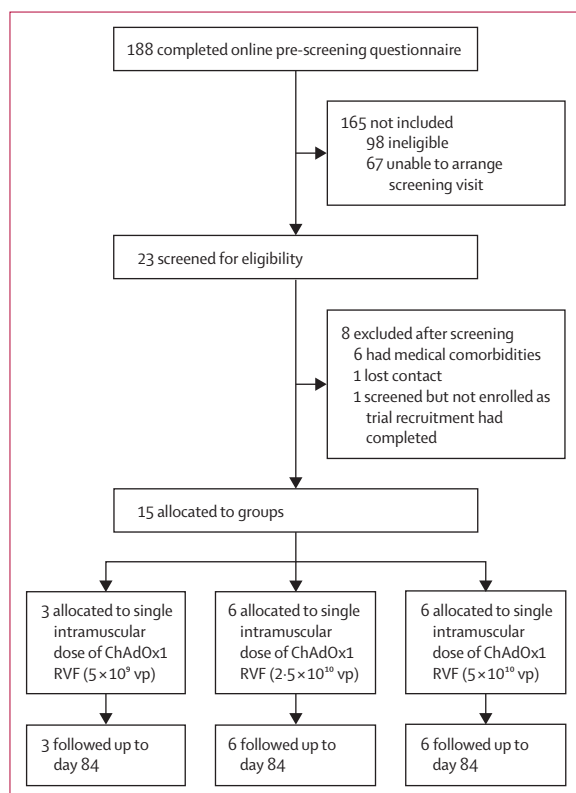 188 completed online pre-screening questionnaire
165 not included
98 ineligible
67 unable to arrange
screening visit
23 screened for eligibility
8 excluded after screening
6 had medical comorbidities
1 lost contact
1 screened but not enrolled as
trial recruitment had
completed
15 allocated to groups
3 allocated to single
intramuscular
dose of ChAdOx1
RVF (5 × 10⁹ vp)
6 allocated to single
intramuscular
dose of ChAdOx1
RVF (2·5 × 10¹⁰ vp)
6 allocated to single
intramuscular
dose of ChAdOx1
RVF (5 × 10¹⁰ vp)
3 followed up to
day 84
6 followed up to
day 84
6 followed up to
day 84